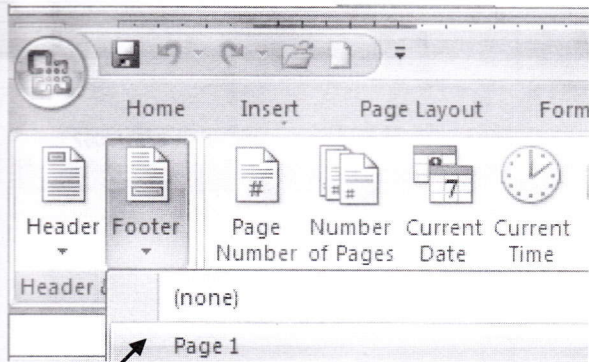 Home Insert Page Layout Form
Header Footer Page Number Number of Pages Current Date Current Time
Header &
(none)
Page 1